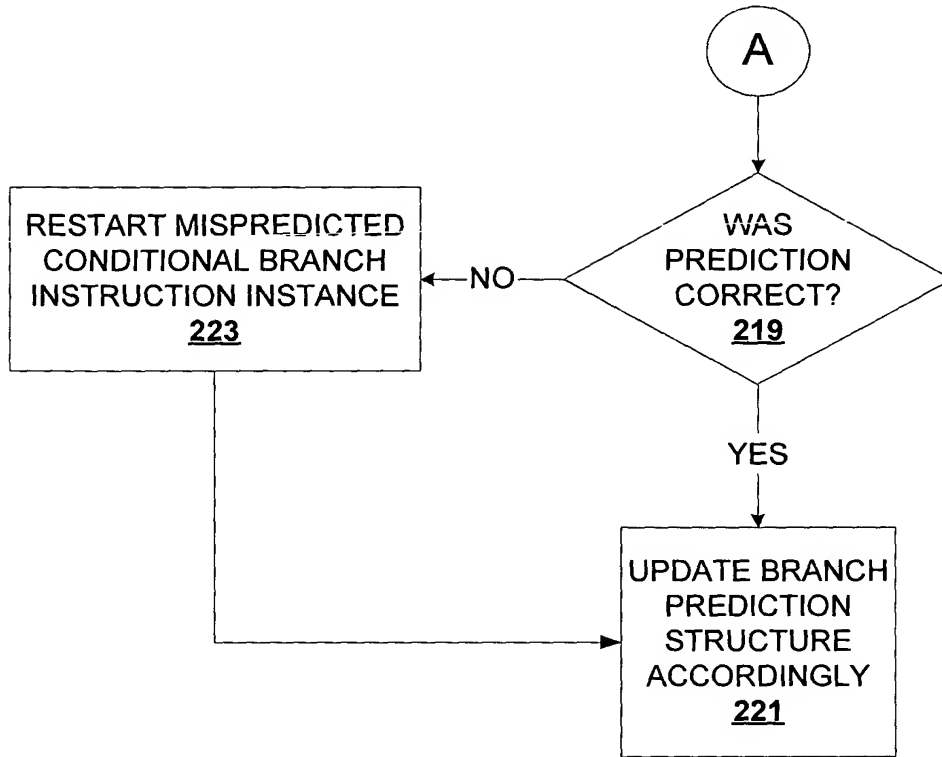 A
WAS
PREDICTION
CORRECT?
219
NO
RESTART MISPREDICTED
CONDITIONAL BRANCH
INSTRUCTION INSTANCE
223
YES
UPDATE BRANCH
PREDICTION
STRUCTURE
ACCORDINGLY
221